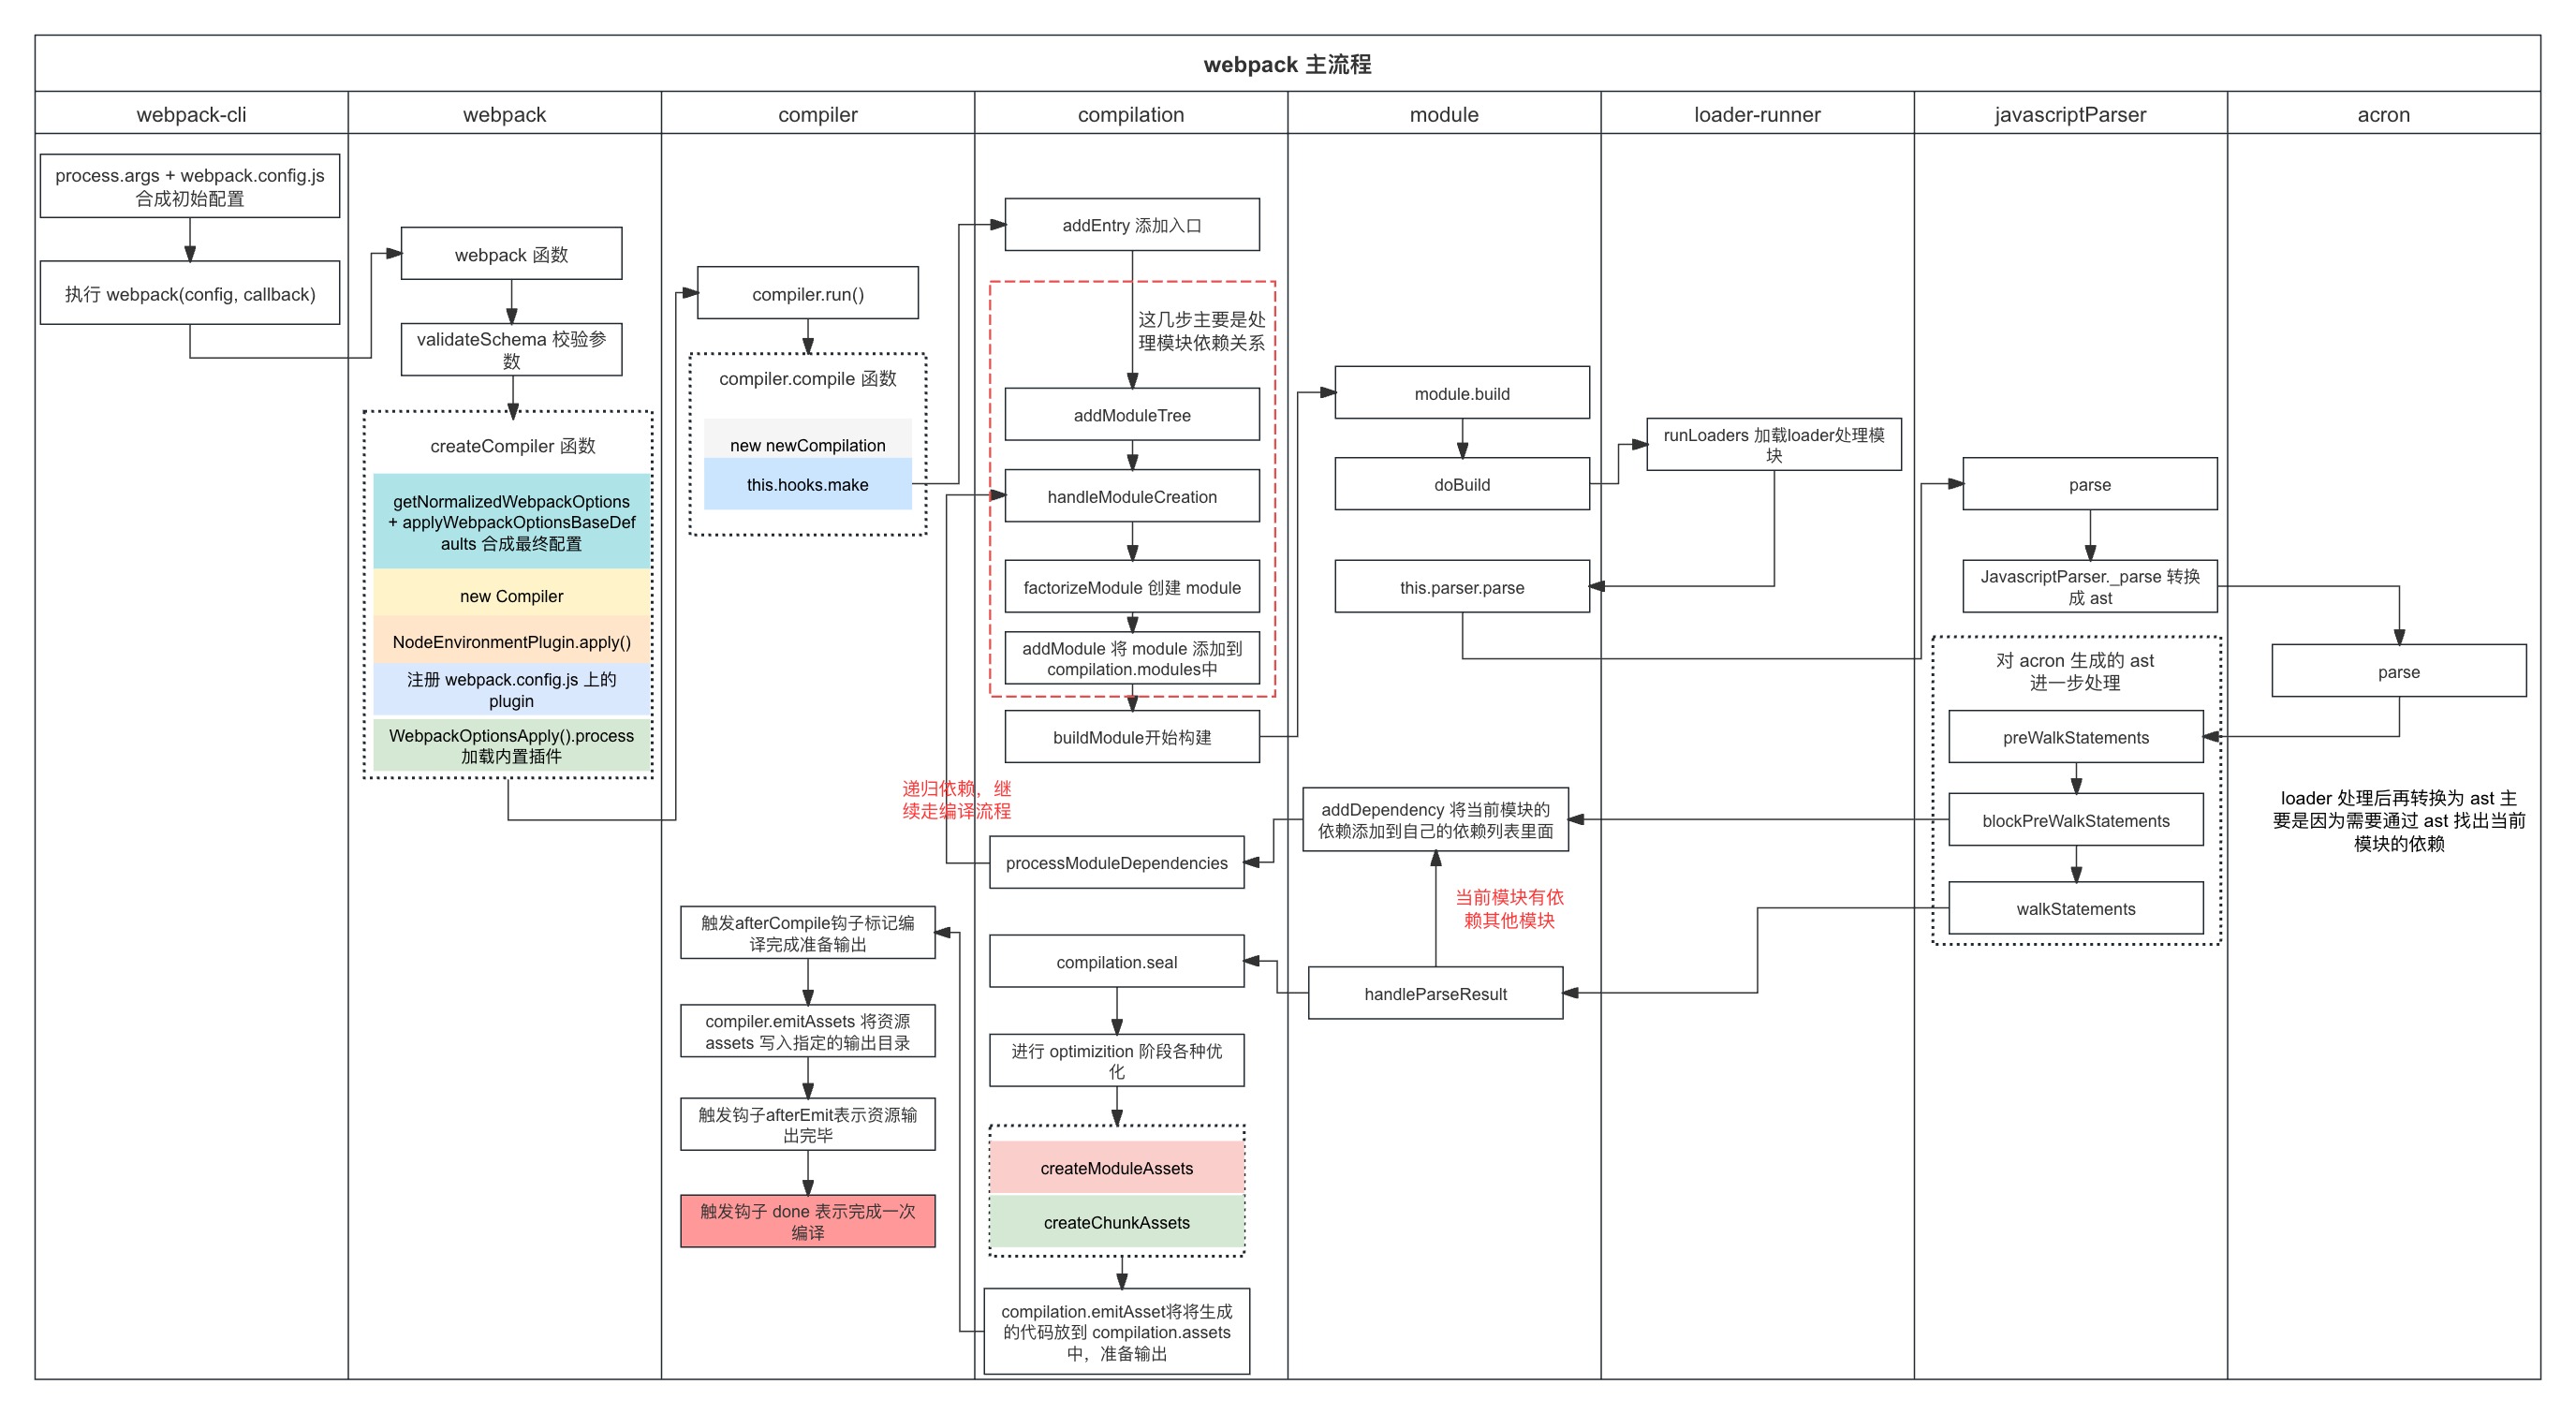 webpack 主流程
webpack-cli
webpack
compiler
compilation
module
loader-runner
javascriptParser
acron
process.args + webpack.config.js
合成初始配置
执行 webpack(config, callback)
webpack 函数
validateSchema 校验参
数
createCompiler 函数
getNormalizedWebpackOptions
+ applyWebpackOptionsBaseDef
aults 合成最终配置
new Compiler
NodeEnvironmentPlugin.apply()
注册 webpack.config.js 上的
plugin
WebpackOptionsApply().process
加载内置插件
compiler.run()
compiler.compile 函数
new newCompilation
this.hooks.make
addEntry 添加入口
这几步主要是处
理模块依赖关系
addModuleTree
handleModuleCreation
factorizeModule 创建 module
addModule 将 module 添加到
compilation.modules中
buildModule开始构建
module.build
doBuild
runLoaders 加载loader处理模
块
this.parser.parse
parse
JavascriptParser._parse 转换
成 ast
parse
对 acron 生成的 ast
进一步处理
preWalkStatements
blockPreWalkStatements
walkStatements
loader 处理后再转换为 ast 主
要是因为需要通过 ast 找出当前
模块的依赖
addDependency 将当前模块的
依赖添加到自己的依赖列表里面
当前模块有依
赖其他模块
handleParseResult
递归依赖，继
续走编译流程
processModuleDependencies
compilation.seal
进行 optimizition 阶段各种优
化
createModuleAssets
createChunkAssets
compilation.emitAsset将将生成
的代码放到 compilation.assets
中，准备输出
触发afterCompile钩子标记编
译完成准备输出
compiler.emitAssets 将资源
assets 写入指定的输出目录
触发钩子afterEmit表示资源输
出完毕
触发钩子 done 表示完成一次
编译